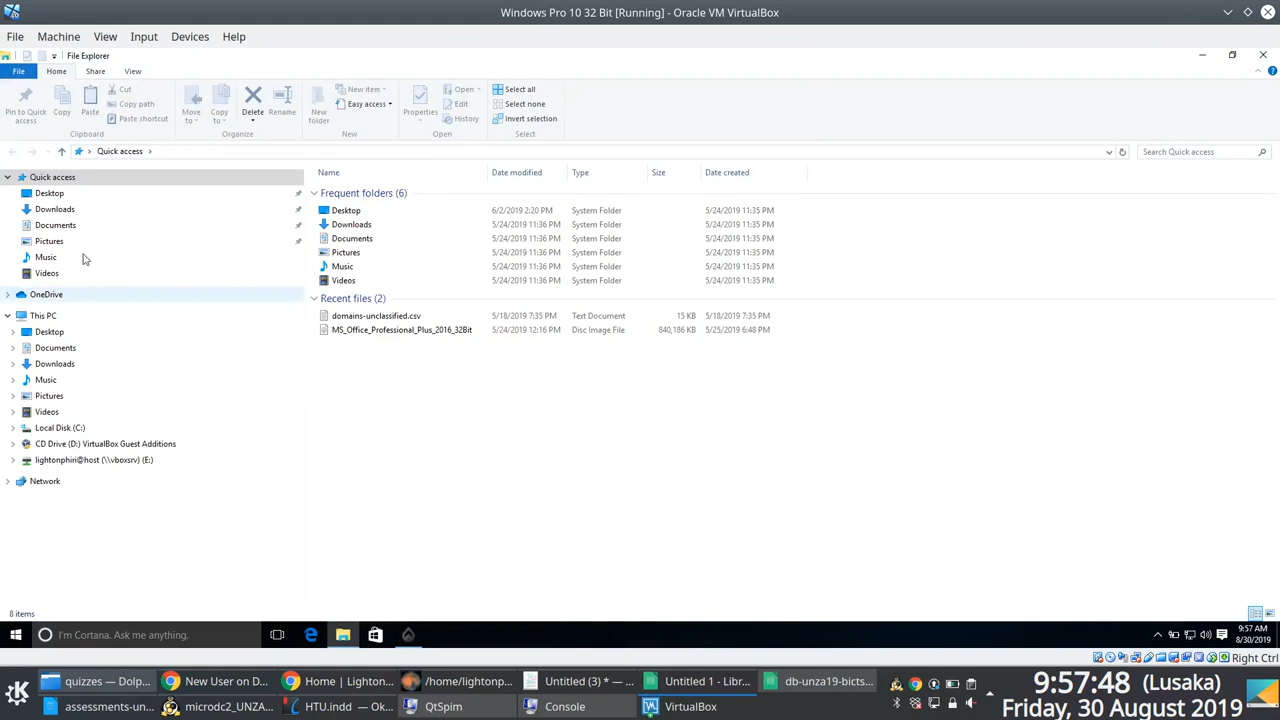 Windows Pro 10 32 Bit [Running] - Oracle VM VirtualBox
File Machine View Input Devices Help
File Explorer
File Home Share View
Pin to Quick access
Copy
Paste
Cut
Copy path
Paste shortcut
Clipboard
Move to
Copy to
Delete
Rename
Organize
New folder
New item
Easy access
New
Properties
Open
Edit
History
Open
Select all
Select none
Invert selection
Select
Quick access
Search Quick access
Quick access
Desktop
Downloads
Documents
Pictures
Music
Videos
OneDrive
This PC
Desktop
Documents
Downloads
Music
Pictures
Videos
Local Disk (C:)
CD Drive (D:) VirtualBox Guest Additions
lightonphiri@host (\\vboxsrv) (E:)
Network
Name Date modified Type Size Date created
Frequent folders (6)
Desktop 6/2/2019 2:20 PM System Folder 5/24/2019 11:35 PM
Downloads 5/24/2019 11:36 PM System Folder 5/24/2019 11:35 PM
Documents 5/24/2019 11:36 PM System Folder 5/24/2019 11:35 PM
Pictures 5/24/2019 11:36 PM System Folder 5/24/2019 11:35 PM
Music 5/24/2019 11:36 PM System Folder 5/24/2019 11:35 PM
Videos 5/24/2019 11:36 PM System Folder 5/24/2019 11:35 PM
Recent files (2)
domains-unclassified.csv 5/18/2019 7:35 PM Text Document 15 KB 5/18/2019 7:35 PM
MS_Office_Professional_Plus_2016_32Bit 5/24/2019 12:16 PM Disc Image File 840,186 KB 5/25/2019 6:48 PM
8 items
I'm Cortana. Ask me anything.
9:57 AM
8/30/2019
Right Ctrl
quizzes — Dolp... New User on D... Home | Lighton... /home/lightonp... Untitled (3) * — ... Untitled 1 - Libr... db-unza19-bicts...
assessments-un... microdc2_UNZA... HTU.indd — Ok... QtSpim Console VirtualBox
9:57:48 (Lusaka)
Friday, 30 August 2019